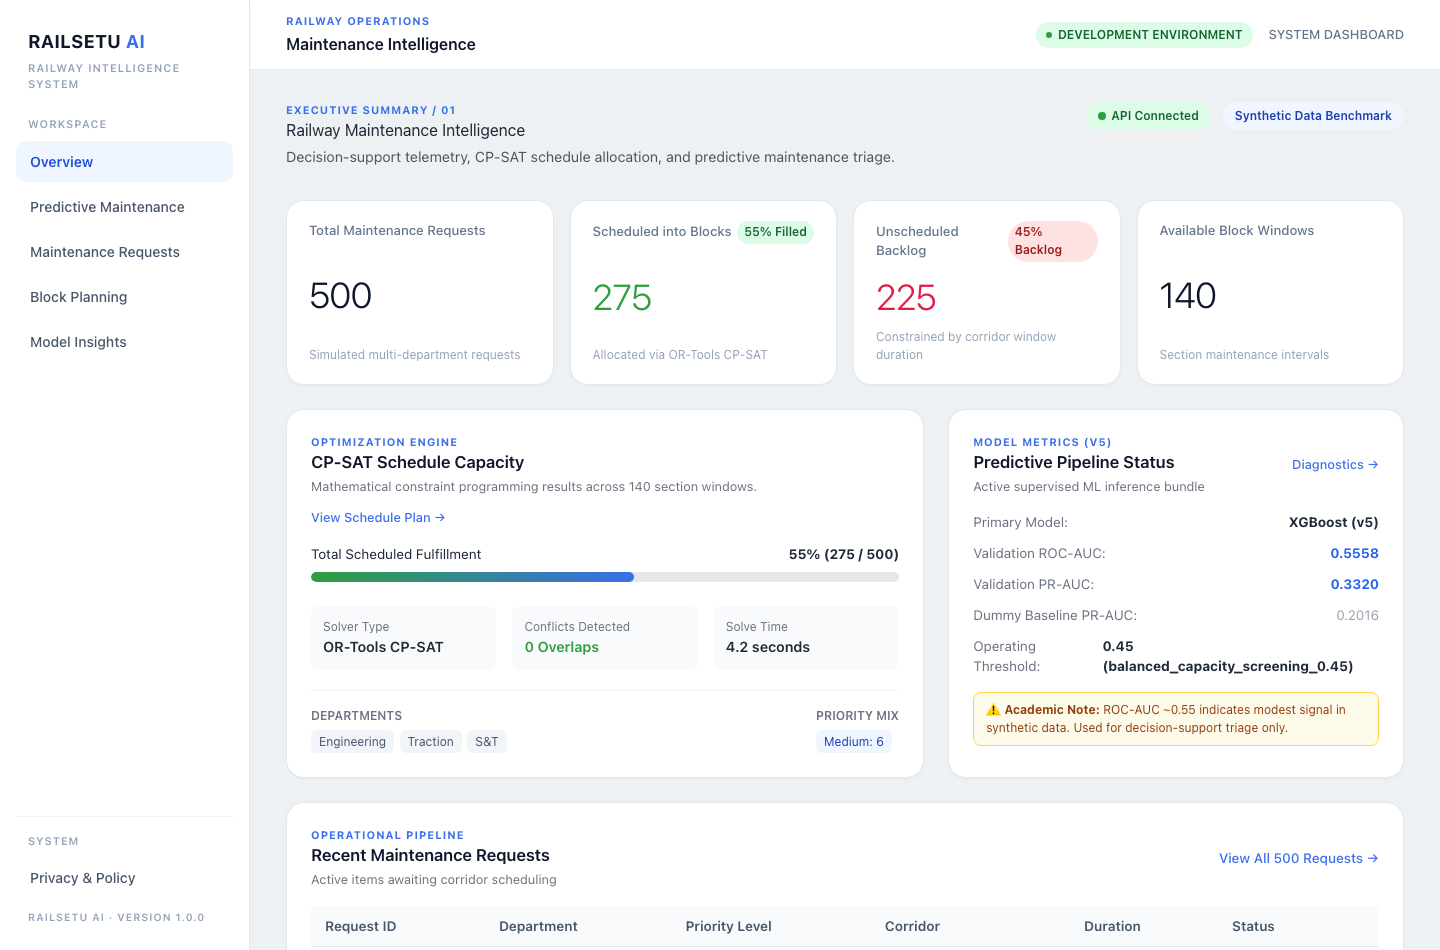 RAILSETU AI
RAILWAY INTELLIGENCE
SYSTEM
WORKSPACE
Overview
Predictive Maintenance
Maintenance Requests
Block Planning
Model Insights
SYSTEM
Privacy & Policy
RAILSETU AI · VERSION 1.0.0
RAILWAY OPERATIONS
Maintenance Intelligence
DEVELOPMENT ENVIRONMENT
SYSTEM DASHBOARD
EXECUTIVE SUMMARY / 01
Railway Maintenance Intelligence
Decision-support telemetry, CP-SAT schedule allocation, and predictive maintenance triage.
API Connected
Synthetic Data Benchmark
Total Maintenance Requests
500
Simulated multi-department requests
Scheduled into Blocks
55% Filled
275
Allocated via OR-Tools CP-SAT
Unscheduled
Backlog
45%
Backlog
225
Constrained by corridor window
duration
Available Block Windows
140
Section maintenance intervals
OPTIMIZATION ENGINE
CP-SAT Schedule Capacity
Mathematical constraint programming results across 140 section windows.
View Schedule Plan →
Total Scheduled Fulfillment
55% (275 / 500)
Solver Type
OR-Tools CP-SAT
Conflicts Detected
0 Overlaps
Solve Time
4.2 seconds
DEPARTMENTS
Engineering
Traction
S&T
PRIORITY MIX
Medium: 6
MODEL METRICS (V5)
Predictive Pipeline Status
Active supervised ML inference bundle
Diagnostics →
Primary Model:
XGBoost (v5)
Validation ROC-AUC:
0.5558
Validation PR-AUC:
0.3320
Dummy Baseline PR-AUC:
0.2016
Operating
Threshold:
0.45
(balanced_capacity_screening_0.45)
⚠️ Academic Note: ROC-AUC ~0.55 indicates modest signal in
synthetic data. Used for decision-support triage only.
OPERATIONAL PIPELINE
Recent Maintenance Requests
Active items awaiting corridor scheduling
View All 500 Requests →
Request ID
Department
Priority Level
Corridor
Duration
Status